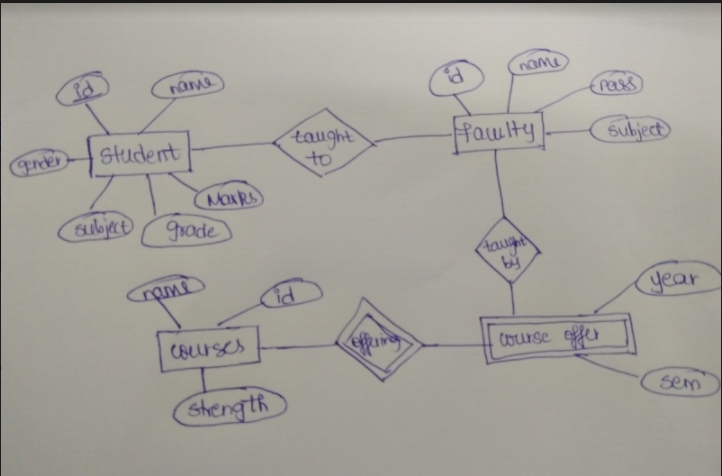 id
name
gender
student
subject
grade
Marks
taught
to
id
name
pass
subject
faulty
taught
by
name
id
courses
strength
offering
course offer
year
sem